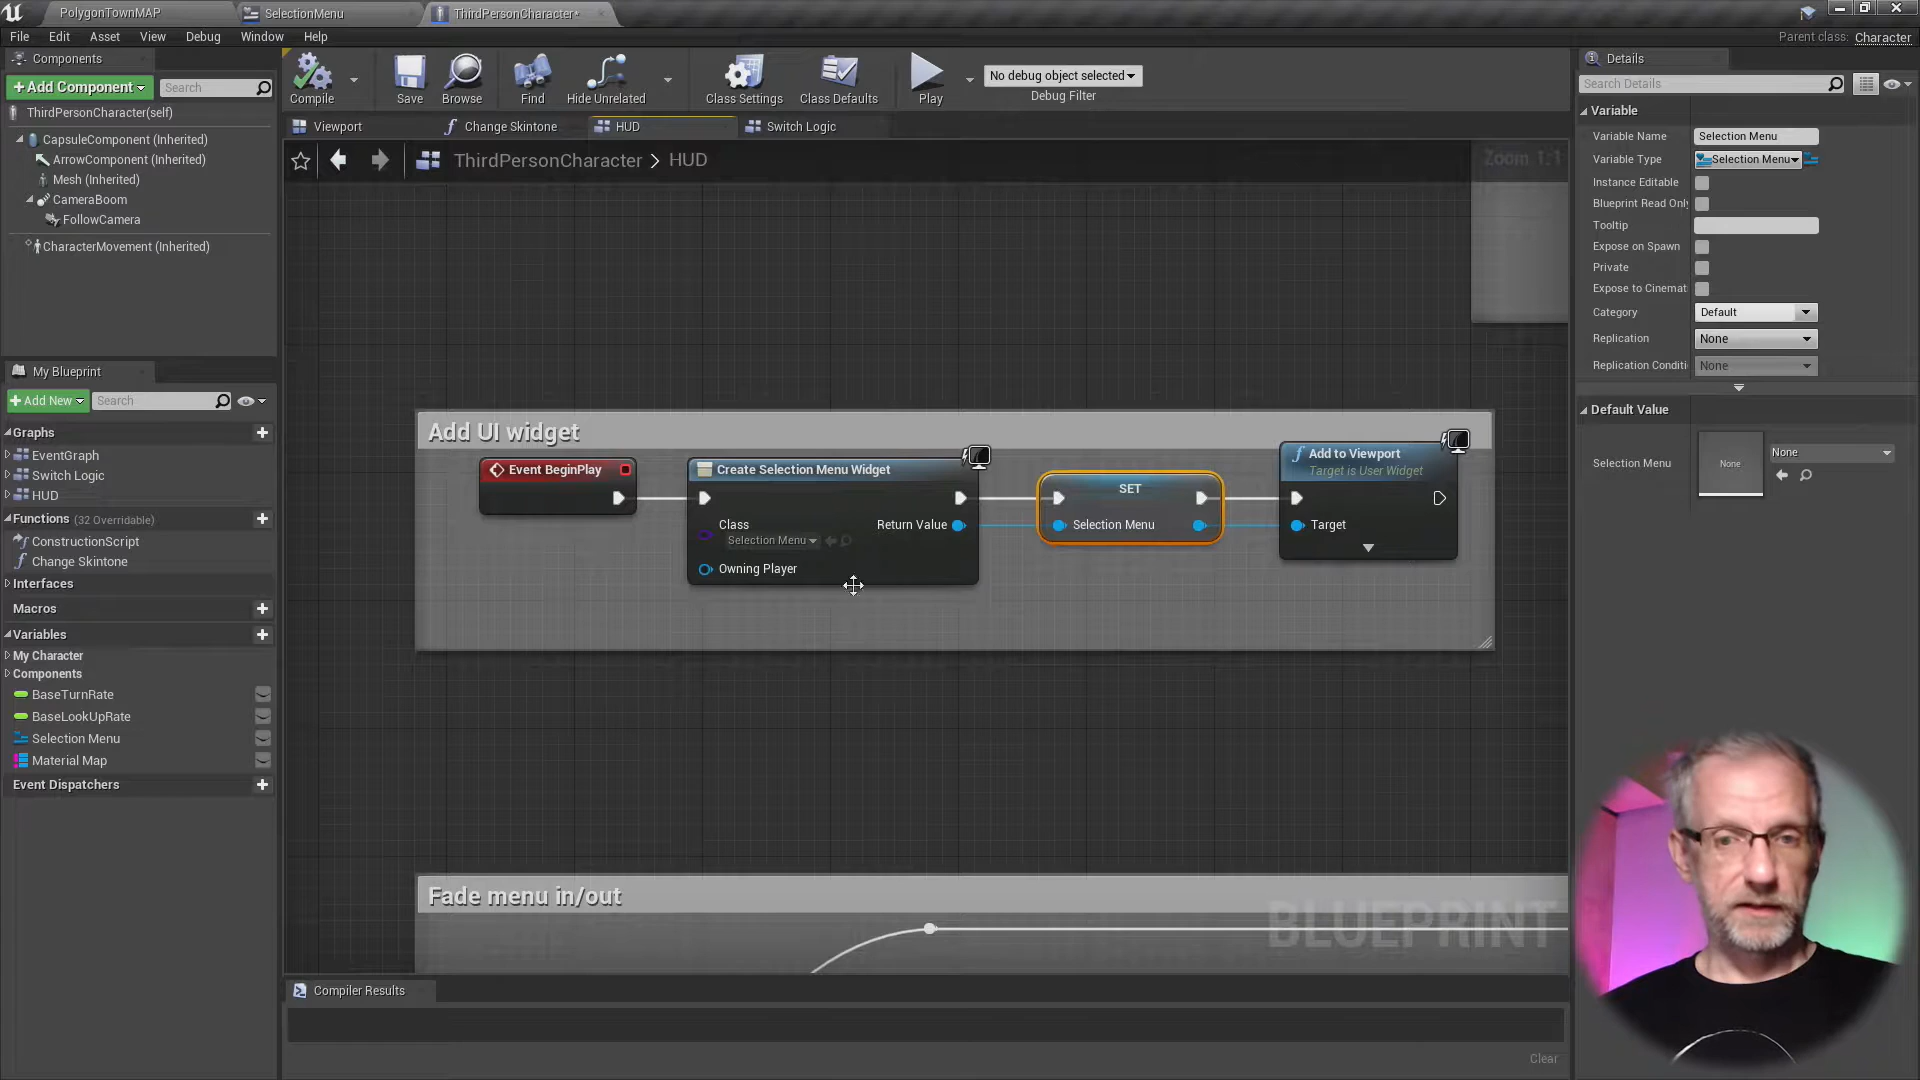 PolygonTownMAP
SelectionMenu
ThirdPersonCharacter*
File
Edit
Asset
View
Debug
Window
Help
Parent class: Character
Components
+Add Component
Search
ThirdPersonCharacter(self)
CapsuleComponent (Inherited)
ArrowComponent (Inherited)
Mesh (Inherited)
CameraBoom
FollowCamera
CharacterMovement (Inherited)
Compile
Save
Browse
Find
Hide Unrelated
Class Settings
Class Defaults
Play
No debug object selected
Debug Filter
Viewport
Change Skintone
HUD
Switch Logic
ThirdPersonCharacter > HUD
Zoom 1:1
My Blueprint
+Add New
Search
Graphs
EventGraph
Switch Logic
HUD
Functions (32 Overridable)
ConstructionScript
Change Skintone
Interfaces
Macros
Variables
My Character
Components
BaseTurnRate
BaseLookUpRate
Selection Menu
Material Map
Event Dispatchers
Add UI widget
Event BeginPlay
Create Selection Menu Widget
Class
Selection Menu
Return Value
Owning Player
SET
Selection Menu
Add to Viewport
Target is User Widget
Target
Fade menu in/out
BLUEPRINT
Compiler Results
Clear
Details
Search Details
Variable
Variable Name
Selection Menu
Variable Type
Selection Menu
Instance Editable
Blueprint Read Only
Tooltip
Expose on Spawn
Private
Expose to Cinemat
Category
Default
Replication
None
Replication Conditi
None
Default Value
Selection Menu
None
None